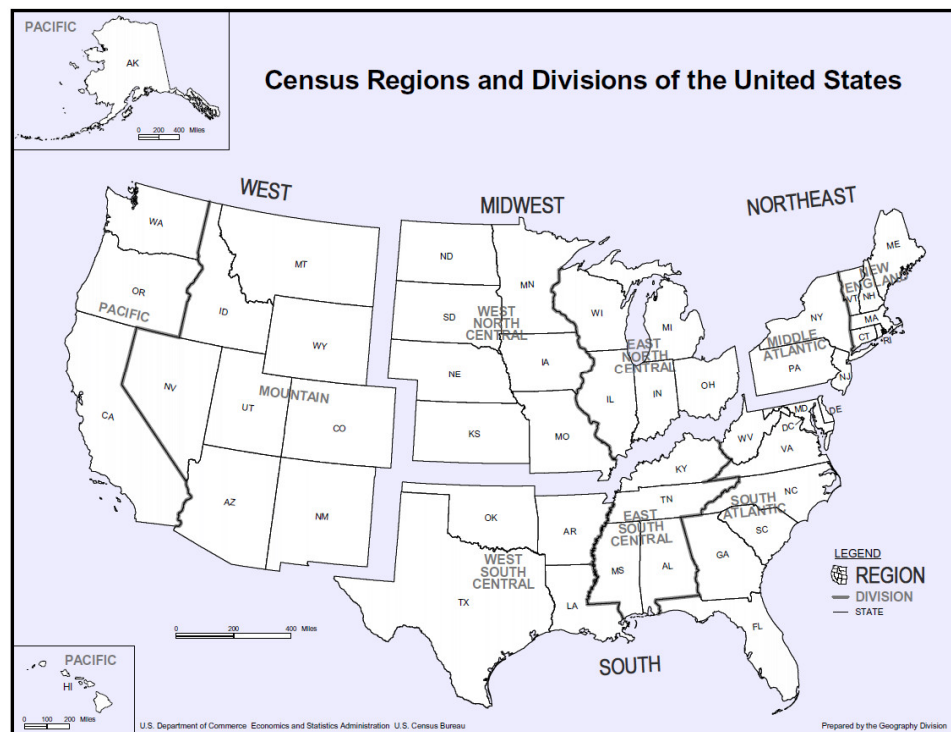 PACIFIC
AK
0 200 400 Miles
Census Regions and Divisions of the United States
WEST
MIDWEST
NORTHEAST
WA
MT
OR
ID
PACIFIC
WY
NV
MOUNTAIN
UT
CO
CA
AZ
NM
ND
MN
SD
WEST
NORTH
CENTRAL
NE
IA
KS
MO
WI
MI
EAST
NORTH
CENTRAL
IL
IN
OH
ME
NEW
ENGLAND
VT
NH
NY
MA
CT
RI
MIDDLE
ATLANTIC
PA
NJ
MD
DE
DC
WV
VA
KY
NC
TN
SOUTH
ATLANTIC
SC
EAST
SOUTH
CENTRAL
MS
AL
GA
FL
OK
AR
WEST
SOUTH
CENTRAL
TX
LA
SOUTH
0 200 400 Miles
LEGEND
REGION
DIVISION
STATE
PACIFIC
HI
0 100 200 Miles
U.S. Department of Commerce Economics and Statistics Administration U.S. Census Bureau
Prepared by the Geography Division